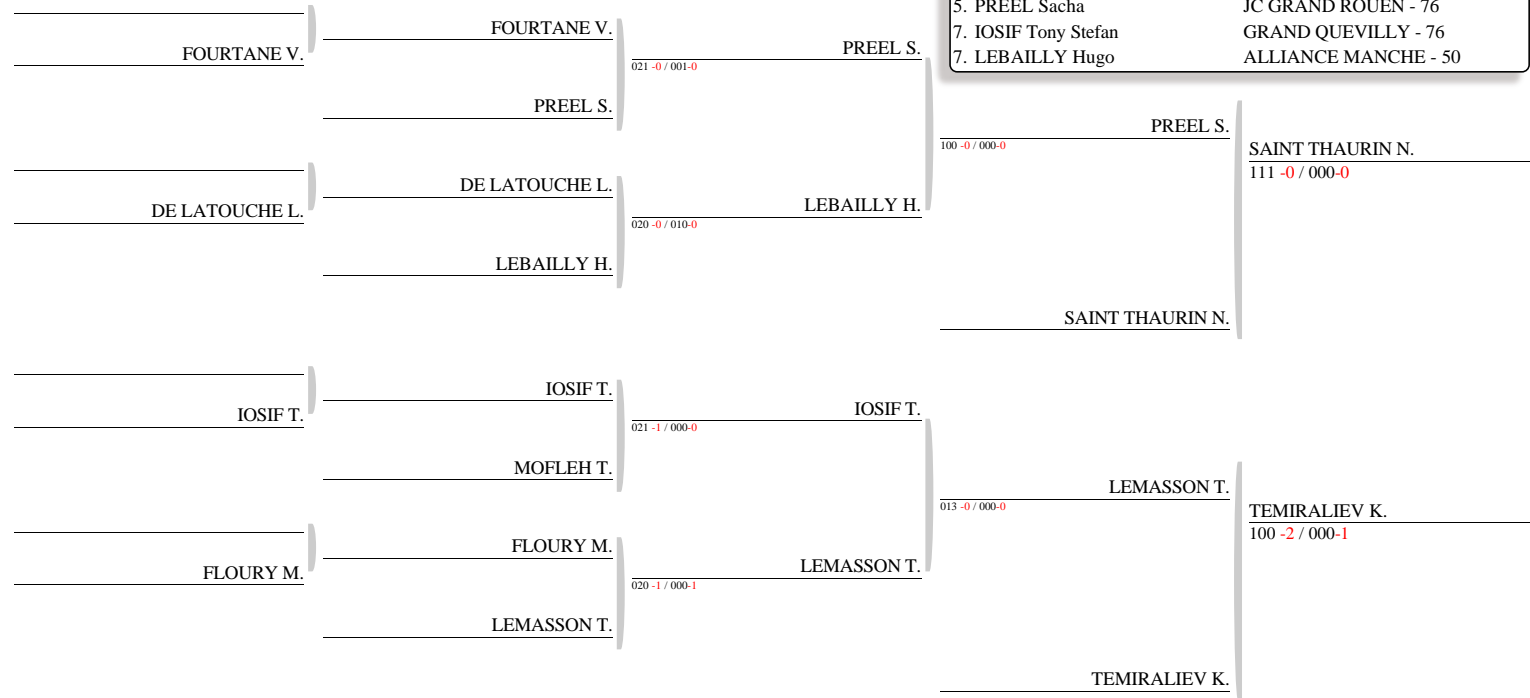 5. PREEL Sacha JC GRAND ROUEN - 76
7. IOSIF Tony Stefan GRAND QUEVILLY - 76
7. LEBAILLY Hugo ALLIANCE MANCHE - 50
FOURTANE V.
FOURTANE V.
PREEL S.
021 -0 / 001-0
PREEL S.
PREEL S.
100 -0 / 000-0
SAINT THAURIN N.
111 -0 / 000-0
DE LATOUCHE L.
DE LATOUCHE L.
LEBAILLY H.
020 -0 / 010-0
LEBAILLY H.
SAINT THAURIN N.
IOSIF T.
IOSIF T.
IOSIF T.
021 -1 / 000-0
MOFLEH T.
LEMASSON T.
013 -0 / 000-0
TEMIRALIEV K.
100 -2 / 000-1
FLOURY M.
FLOURY M.
LEMASSON T.
020 -1 / 000-1
LEMASSON T.
TEMIRALIEV K.